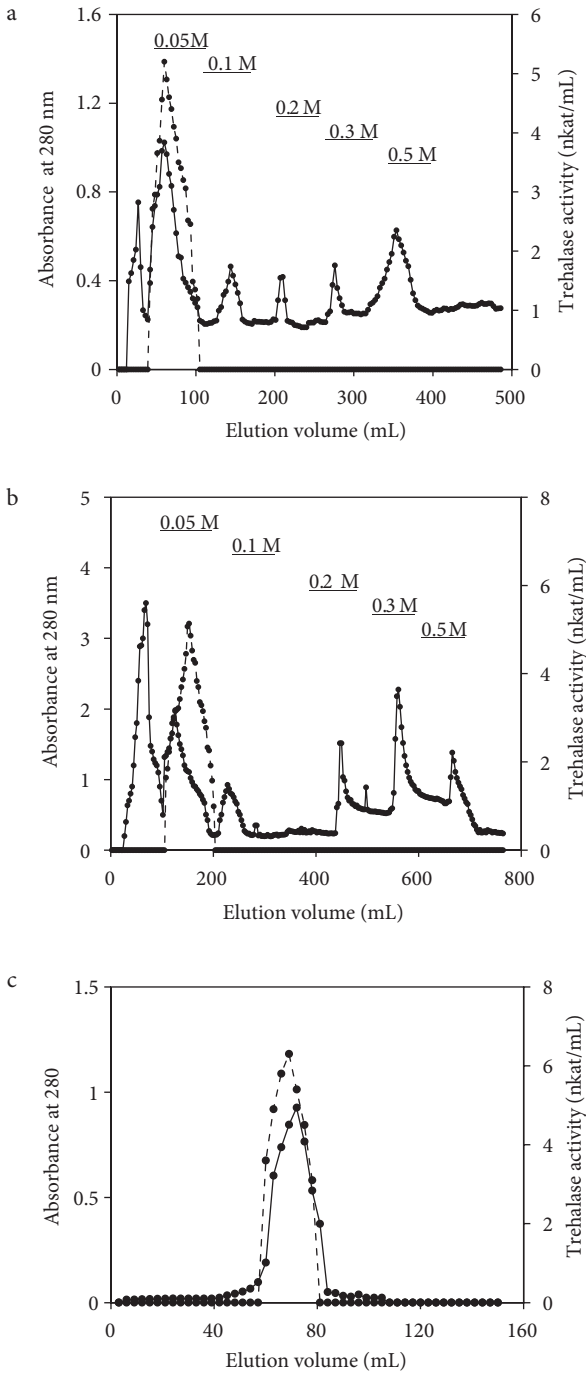 a
1.6
6
0.05M
5
0.1 M
1.2
4
0.2 M
0.3 M
0.5 M
0.8
3
2
0.4
1
0
0
0
100
200
300
400
500
Absorbance at 280 nm
Trehalase activity (nkat/mL)
Elution volume (mL)
b
5
8
0.05 M
0.1 M
4
6
0.2 M
0.3 M
0.5 M
3
4
2
2
1
0
0
0
200
400
600
800
Absorbance at 280 nm
Trehalase activity (nkat/mL)
Elution volume (mL)
c
1.5
8
6
1
4
0.5
2
0
0
0
40
80
120
160
Absorbance at 280
Trehalase activity (nkat/mL)
Elution volume (mL)